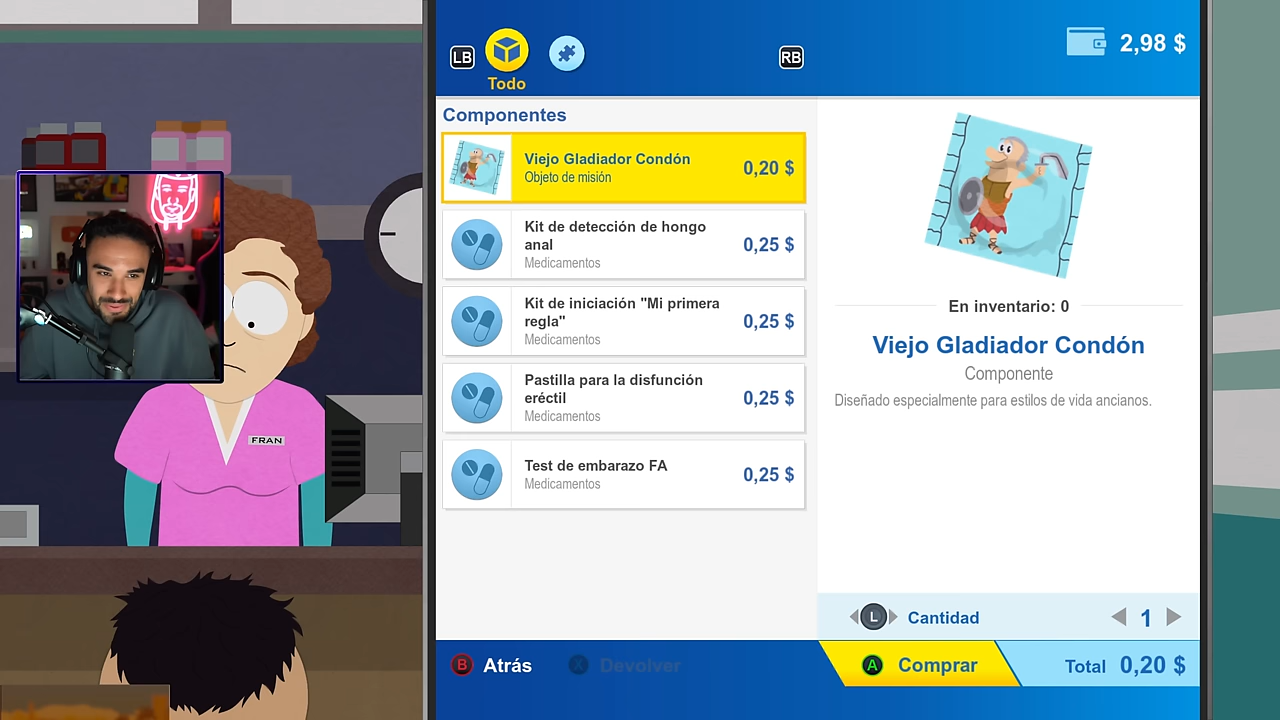 LB
Todo
RB
2,98 $
Componentes
Viejo Gladiador Condón
Objeto de misión
0,20 $
Kit de detección de hongo
anal
Medicamentos
0,25 $
Kit de iniciación "Mi primera
regla"
Medicamentos
0,25 $
Pastilla para la disfunción
eréctil
Medicamentos
0,25 $
Test de embarazo FA
Medicamentos
0,25 $
En inventario: 0
Viejo Gladiador Condón
Componente
Diseñado especialmente para estilos de vida ancianos.
FRAN
L Cantidad 1
B Atrás
X Devolver
A Comprar
Total 0,20 $